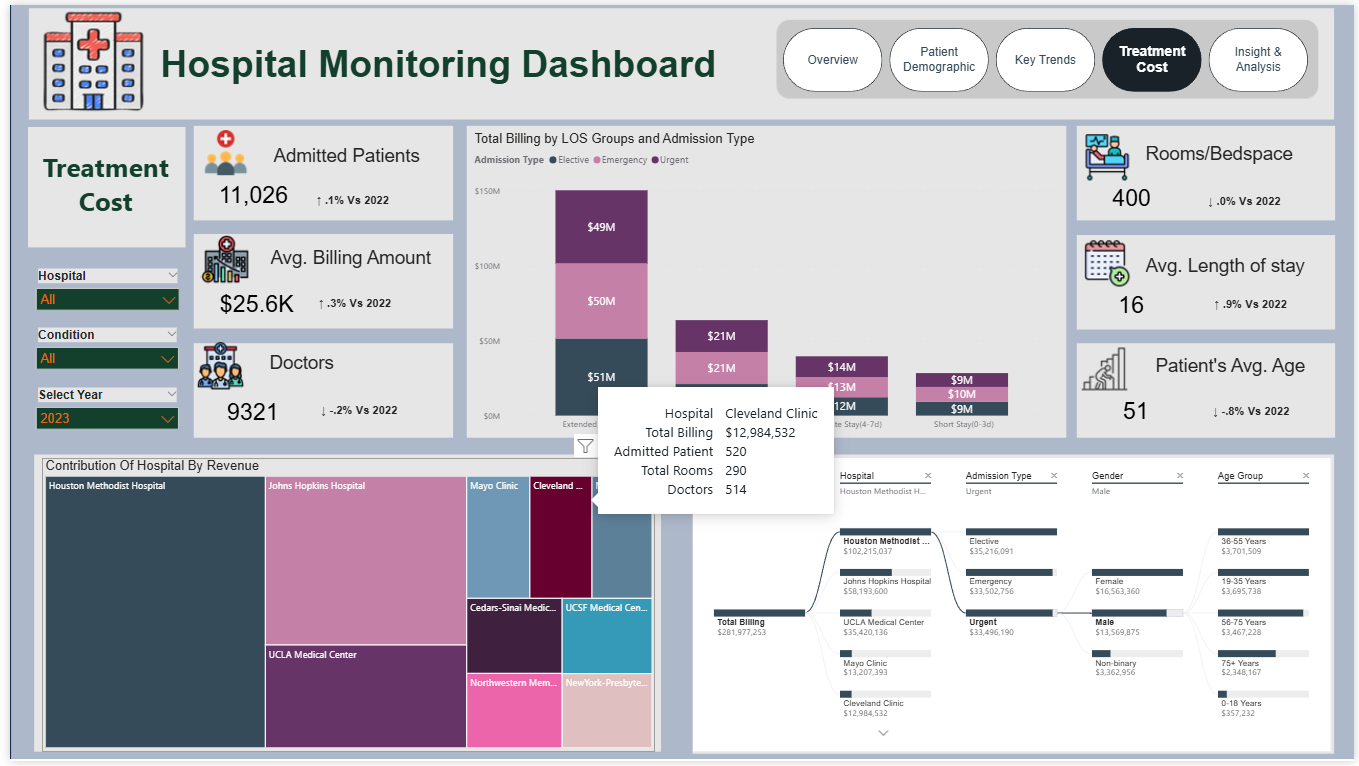 Hospital Monitoring Dashboard
Overview
Patient
Demographic
Key Trends
Treatment
Cost
Insight &
Analysis
Treatment
Cost
Hospital
All
Condition
All
Select Year
2023
Admitted Patients
11,026
↑ .1% Vs 2022
Avg. Billing Amount
$25.6K
↑ .3% Vs 2022
Doctors
9321
↓ -.2% Vs 2022
Total Billing by LOS Groups and Admission Type
Admission Type Elective Emergency Urgent
$150M
$100M
$50M
$0M
$49M
$50M
$51M
$21M
$21M
$14M
$13M
12M
$9M
$10M
$9M
Extended
te Stay(4-7d)
Short Stay(0-3d)
Rooms/Bedspace
400
↓ .0% Vs 2022
Avg. Length of stay
16
↑ .9% Vs 2022
Patient's Avg. Age
51
↓ -.8% Vs 2022
Hospital Cleveland Clinic
Total Billing $12,984,532
Admitted Patient 520
Total Rooms 290
Doctors 514
Contribution Of Hospital By Revenue
Houston Methodist Hospital
Johns Hopkins Hospital
UCLA Medical Center
Mayo Clinic
Cleveland ...
Cedars-Sinai Medic...
UCSF Medical Cen...
Northwestern Mem...
NewYork-Presbyte...
Total Billing
$281,977,253
Hospital
Houston Methodist H...
Houston Methodist ...
$102,215,037
Johns Hopkins Hospital
$58,193,600
UCLA Medical Center
$35,420,136
Mayo Clinic
$13,207,393
Cleveland Clinic
$12,984,532
Admission Type
Urgent
Elective
$35,216,091
Emergency
$33,502,756
Urgent
$33,496,190
Gender
Male
Female
$16,563,360
Male
$13,569,875
Non-binary
$3,362,956
Age Group
36-55 Years
$3,701,509
19-35 Years
$3,695,738
56-75 Years
$3,467,228
75+ Years
$2,348,167
0-18 Years
$357,232